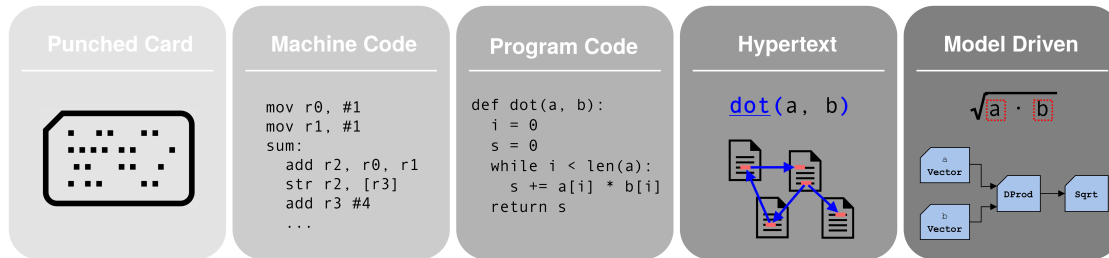 Punched Card
Machine Code
mov r0, #1
mov r1, #1
sum:
  add r2, r0, r1
  str r2, [r3]
  add r3 #4
  ...
Program Code
def dot(a, b):
  i = 0
  s = 0
  while i < len(a):
    s += a[i] * b[i]
  return s
Hypertext
dot(a, b)
Model Driven
√a · b
a
Vector
b
Vector
DProd
Sqrt